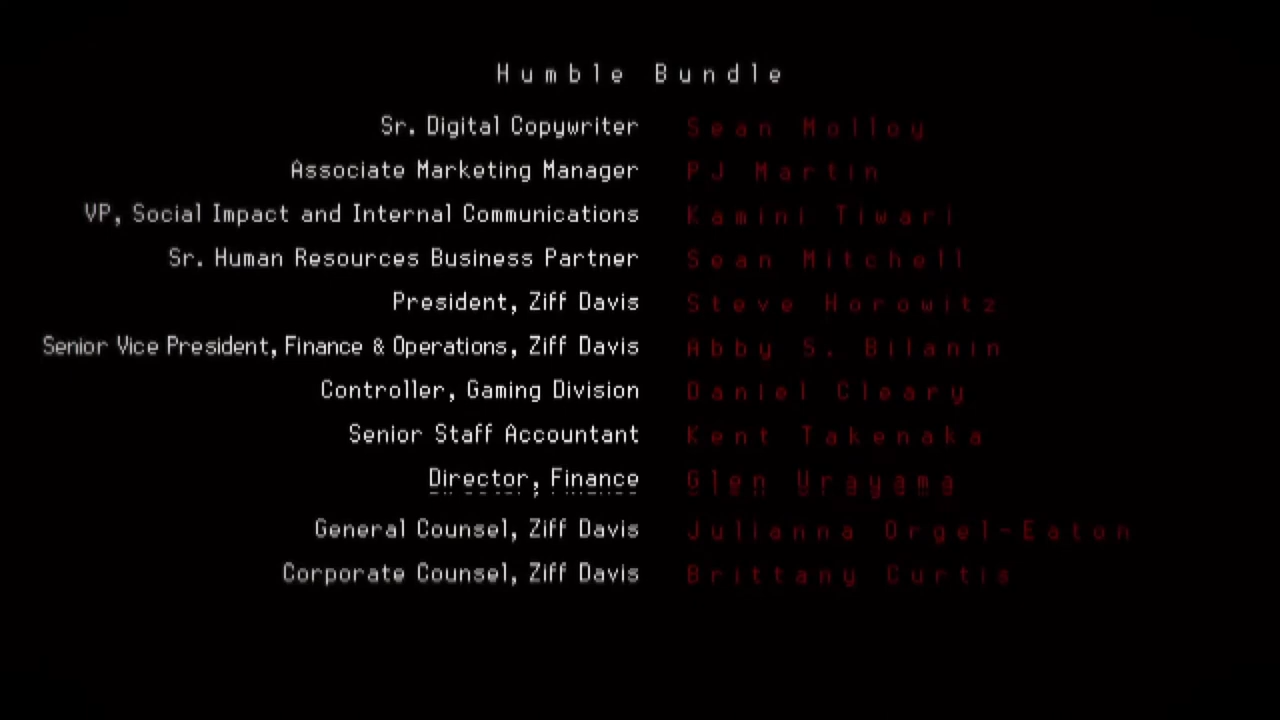 Humble Bundle
Sr. Digital Copywriter Sean Molloy
Associate Marketing Manager PJ Martin
VP, Social Impact and Internal Communications Kamini Tiwari
Sr. Human Resources Business Partner Sean Mitchell
President, Ziff Davis Steve Horowitz
Senior Vice President, Finance & Operations, Ziff Davis Abby S. Bilanin
Controller, Gaming Division Daniel Cleary
Senior Staff Accountant Kent Takenaka
Director, Finance Glen Urayama
General Counsel, Ziff Davis Julianna Orgel-Eaton
Corporate Counsel, Ziff Davis Brittany Curtis